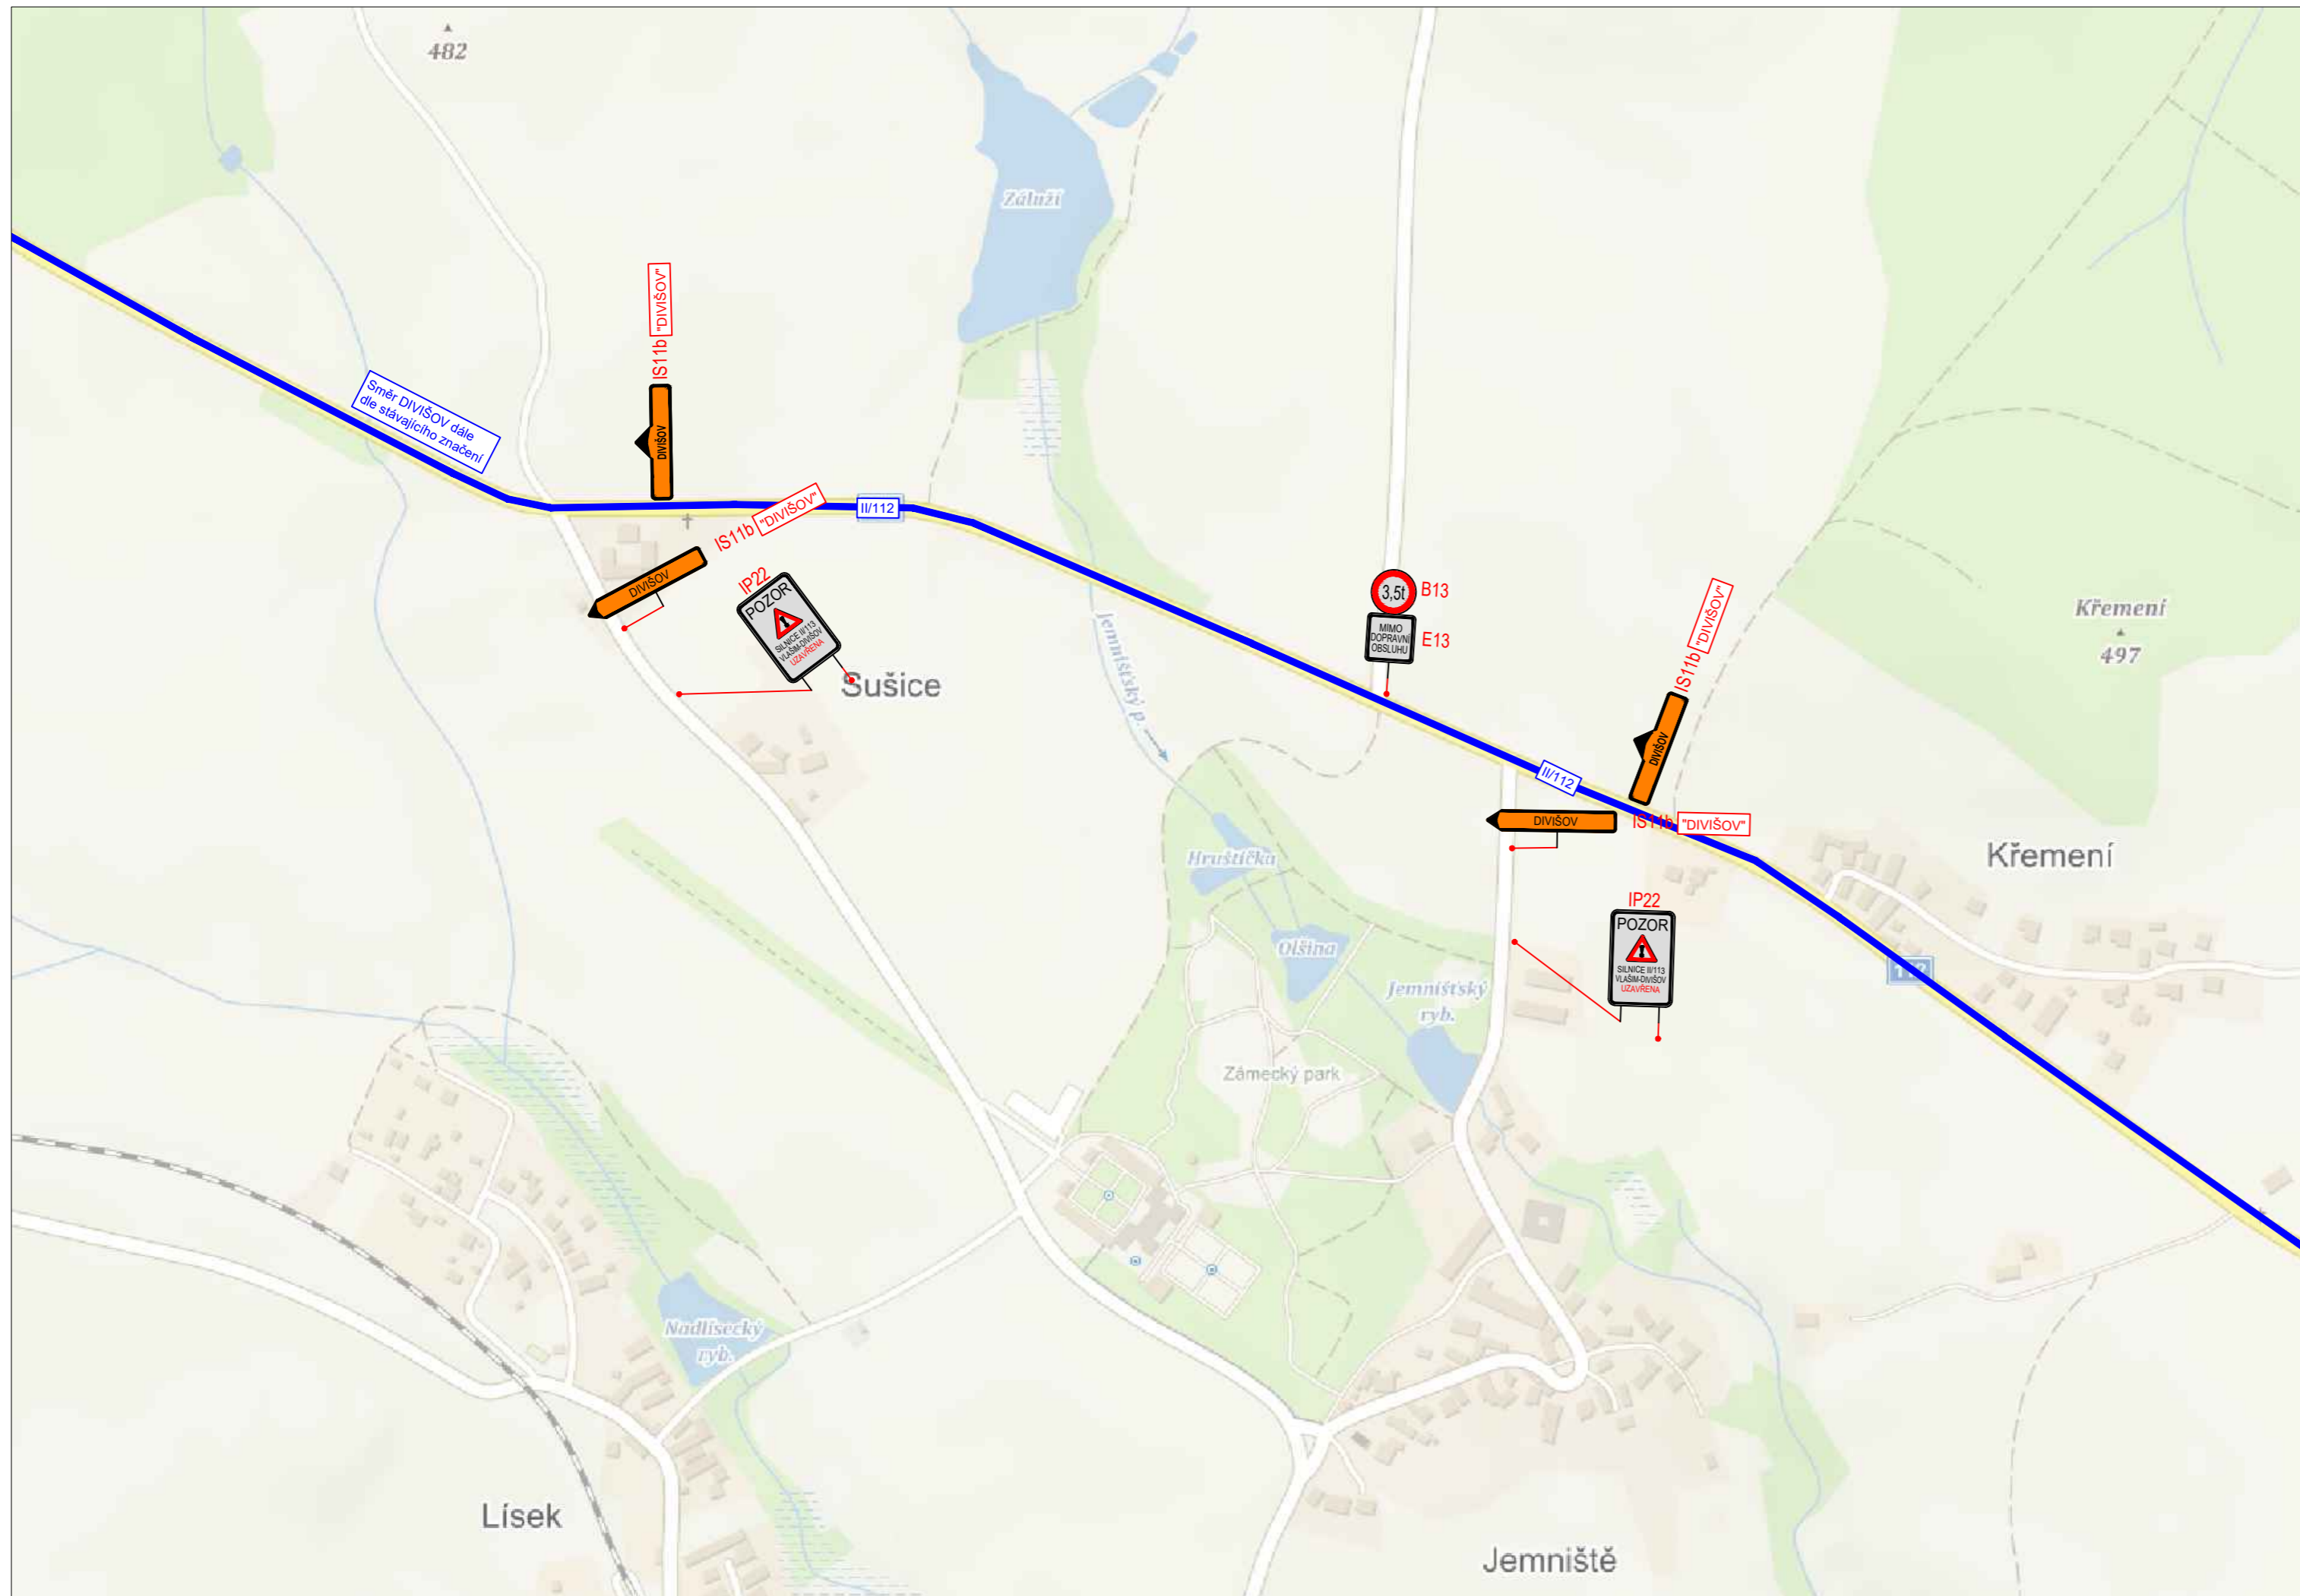 482
Záluží
IS11b "DIVIŠOV"
DIVIŠOV
Směr DIVIŠOV dále
dle stávajícího značení
II/112
IS11b "DIVIŠOV"
DIVIŠOV
IP22
POZOR
SILNICE II/113
VLAŠIM-DIVIŠOV
UZAVŘENA
Sušice
Jemnišťský p.
3,5t
B13
MIMO
DOPRAVNÍ
OBSLUHU
E13
IS11b "DIVIŠOV"
DIVIŠOV
Křemení
497
II/112
DIVIŠOV
IS11b "DIVIŠOV"
Křemení
Hruštička
IP22
POZOR
SILNICE II/113
VLAŠIM-DIVIŠOV
UZAVŘENA
Olšina
112
Jemnišťský
ryb.
Zámecký park
Nadlísecký
ryb.
Lísek
Jemniště